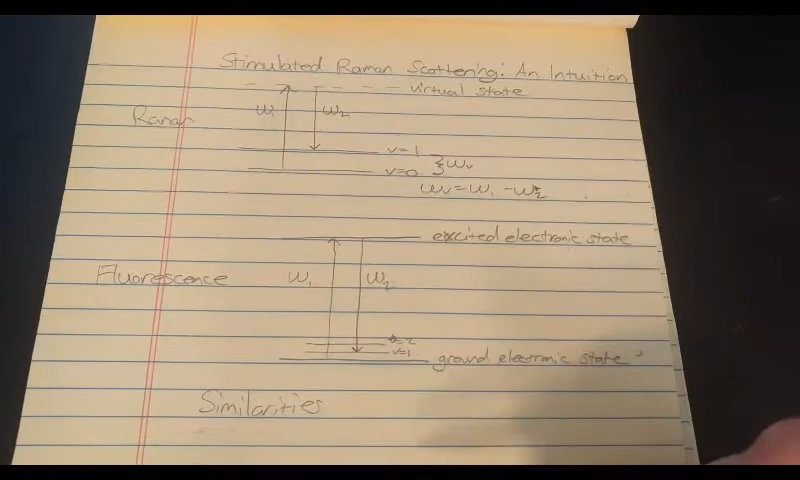 Stimulated Raman Scattering: An Intuition
virtual state
Raman
ω₁ ω₂
v=1
v=0 } ωᵥ
ωᵥ = ω₁ - ω₂
excited electronic state
Fluorescence ω₁ ω₂
v=2
v=1
ground electronic state
Similarities